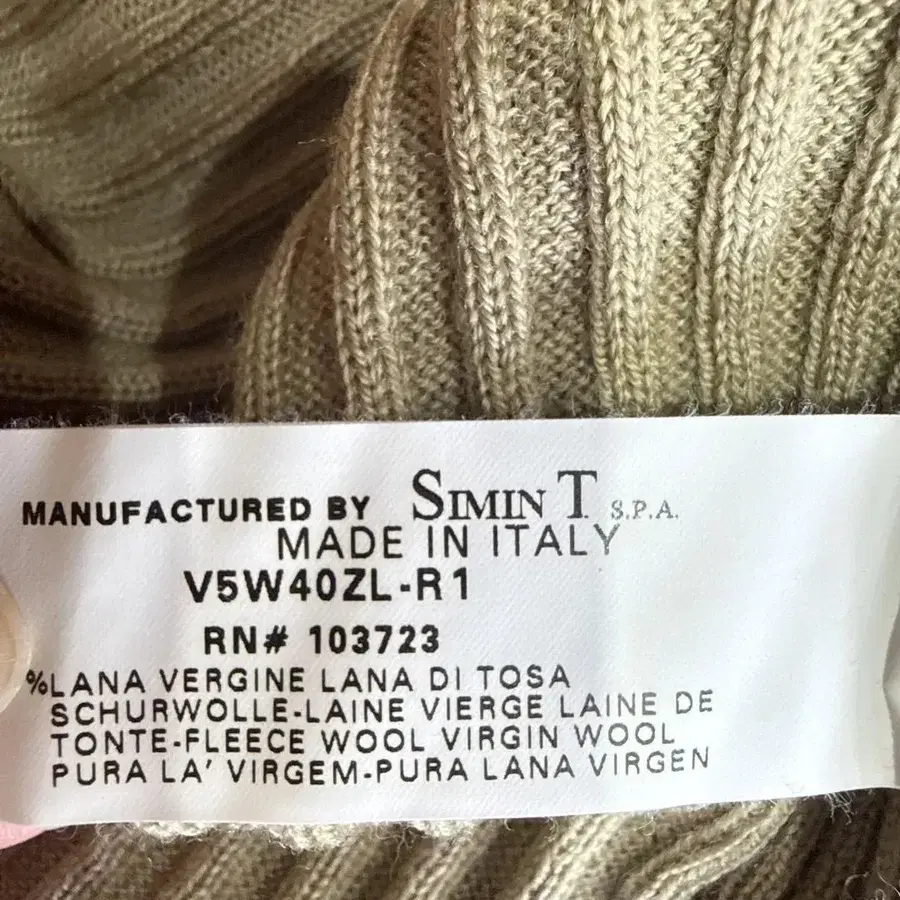 MANUFACTURED BY SIMIN T S.P.A.
MADE IN ITALY
V5W40ZL-R1
RN# 103723
%LANA VERGINE LANA DI TOSA
SCHURWOLLE-LAINE VIERGE LAINE DE
TONTE-FLEECE WOOL VIRGIN WOOL
PURA LA' VIRGEM-PURA LANA VIRGEN